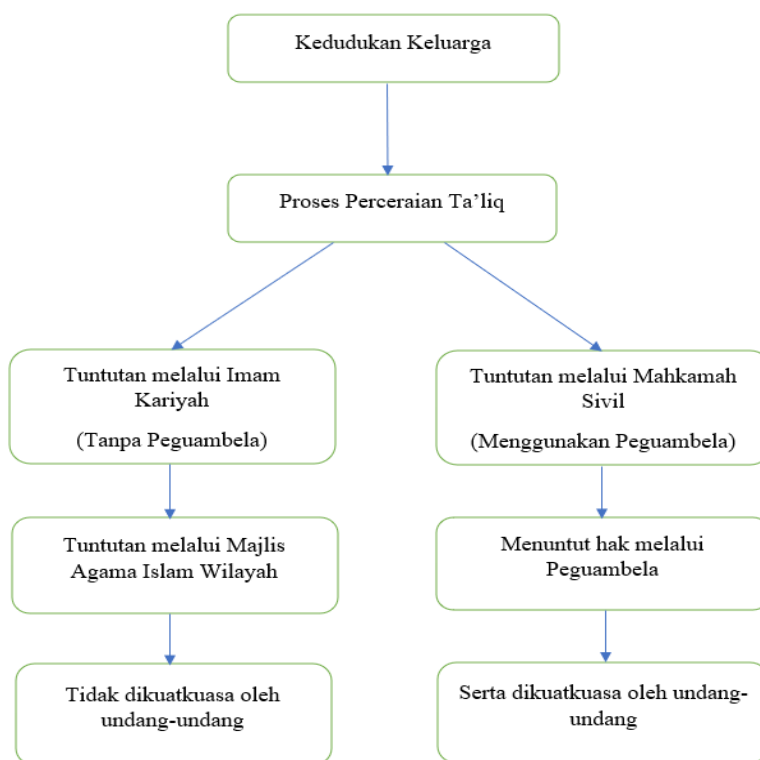 Kedudukan Keluarga
Proses Perceraian Ta’liq
Tuntutan melalui Imam
Kariyah
(Tanpa Peguambela)
Tuntutan melalui Majlis
Agama Islam Wilayah
Tidak dikuatkuasa oleh
undang-undang
Tuntutan melalui Mahkamah
Sivil
(Menggunakan Peguambela)
Menuntut hak melalui
Peguambela
Serta dikuatkuasa oleh undang-
undang